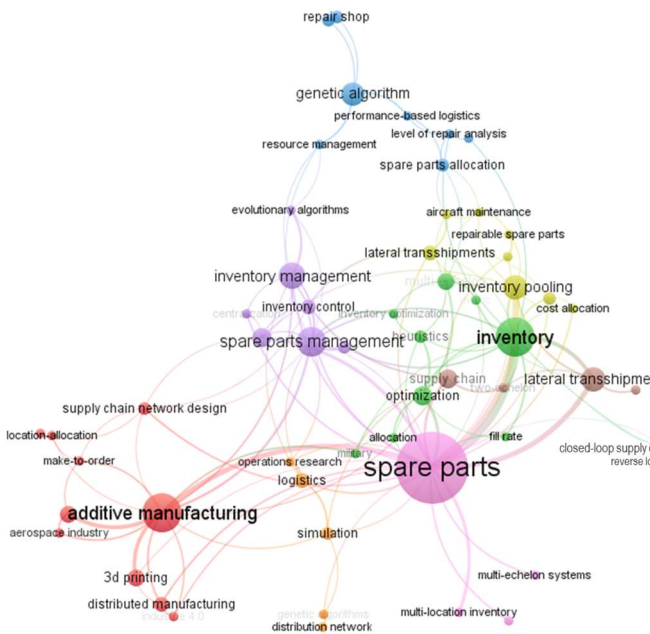 repair shop
genetic algorithm
performance-based logistics
level of repair analysis
resource management
spare parts allocation
evolutionary algorithms
aircraft maintenance
repairable spare parts
lateral transshipments
inventory management
inventory pooling
inventory control
cost allocation
centralization
inventory optimization
spare parts management
heuristics
inventory
supply chain
lateral transshipme
two-echelon
optimization
supply chain network design
location-allocation
allocation
fill rate
closed-loop supply
military
reverse lo
make-to-order
operations research
spare parts
logistics
additive manufacturing
aerospace industry
simulation
3d printing
multi-echelon systems
distributed manufacturing
industry 4.0
genetic algorithms
multi-location inventory
distribution network